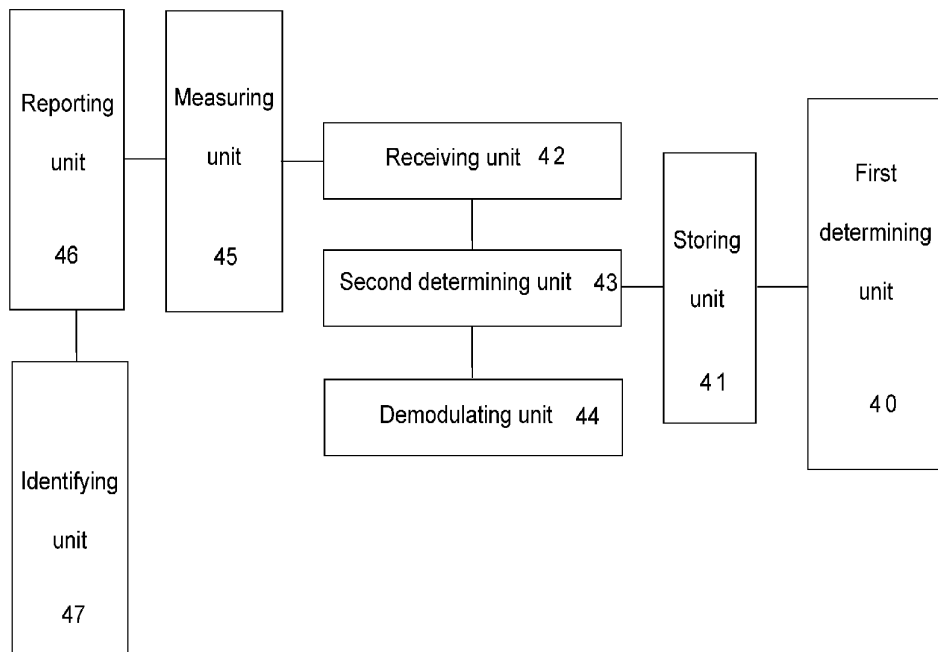 Reporting
unit
46
Measuring
unit
45
Receiving unit 42
Second determining unit 43
Demodulating unit 44
Storing
unit
41
First
determining
unit
40
Identifying
unit
47